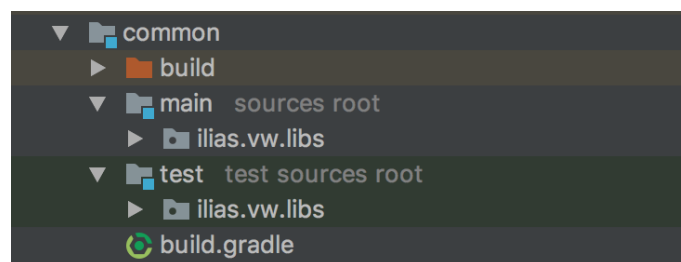 common
build
main sources root
ilias.vw.libs
test test sources root
ilias.vw.libs
build.gradle